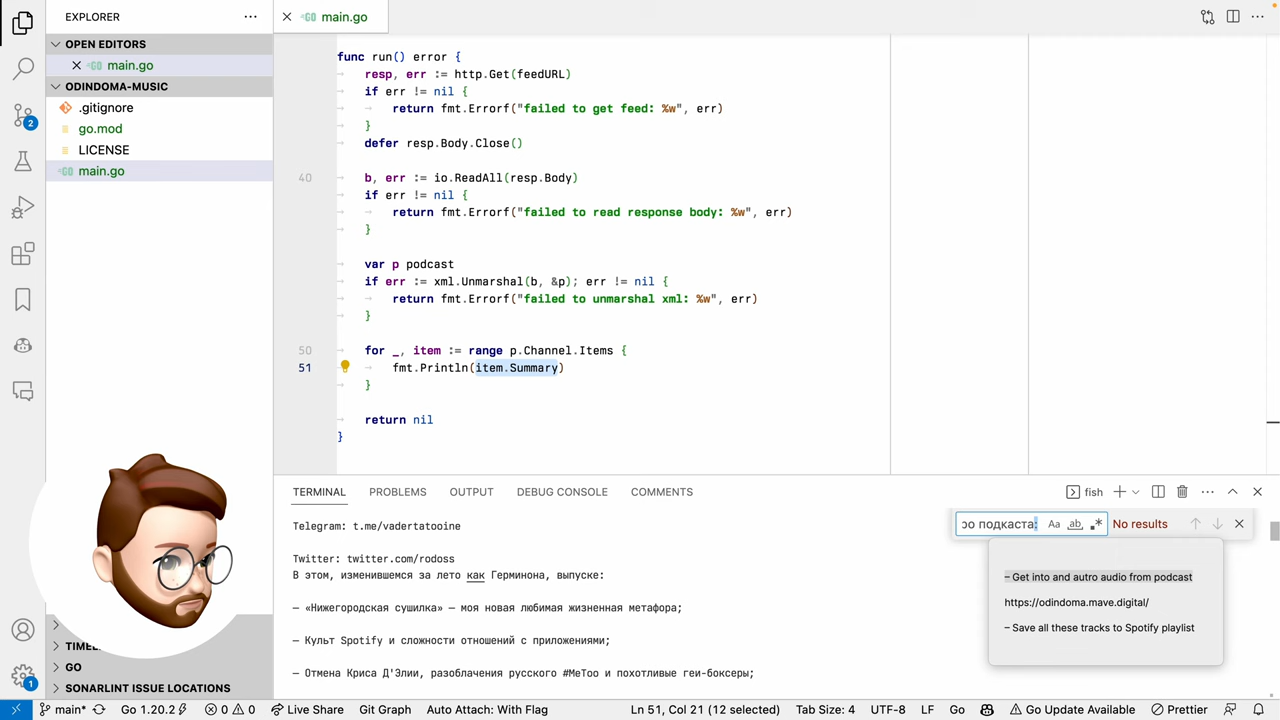 EXPLORER
OPEN EDITORS
main.go
ODINDOMA-MUSIC
.gitignore
go.mod
LICENSE
main.go
TIMEL
GO
SONARLINT ISSUE LOCATIONS
main.go
func run() error {
resp, err := http.Get(feedURL)
if err != nil {
return fmt.Errorf("failed to get feed: %w", err)
}
defer resp.Body.Close()
40 b, err := io.ReadAll(resp.Body)
if err != nil {
return fmt.Errorf("failed to read response body: %w", err)
}
var p podcast
if err := xml.Unmarshal(b, &p); err != nil {
return fmt.Errorf("failed to unmarshal xml: %w", err)
}
50 for _, item := range p.Channel.Items {
51 fmt.Println(item.Summary)
}
return nil
}
TERMINAL PROBLEMS OUTPUT DEBUG CONSOLE COMMENTS
fish
подкаста: Aa ab No results
Telegram: t.me/vadertatooine
Twitter: twitter.com/rodoss
В этом, изменившемся за лето как Герминона, выпуске:
— «Нижегородская сушилка» — моя новая любимая жизненная метафора;
— Культ Spotify и сложности отношений с приложениями;
— Отмена Криса Д'Элии, разоблачения русского #MeToo и похотливые геи-боксеры;
– Get into and autro audio from podcast
https://odindoma.mave.digital/
– Save all these tracks to Spotify playlist
2
1
main* Go 1.20.2 0 0 Live Share Git Graph Auto Attach: With Flag Ln 51, Col 21 (12 selected) Tab Size: 4 UTF-8 LF Go Go Update Available Prettier